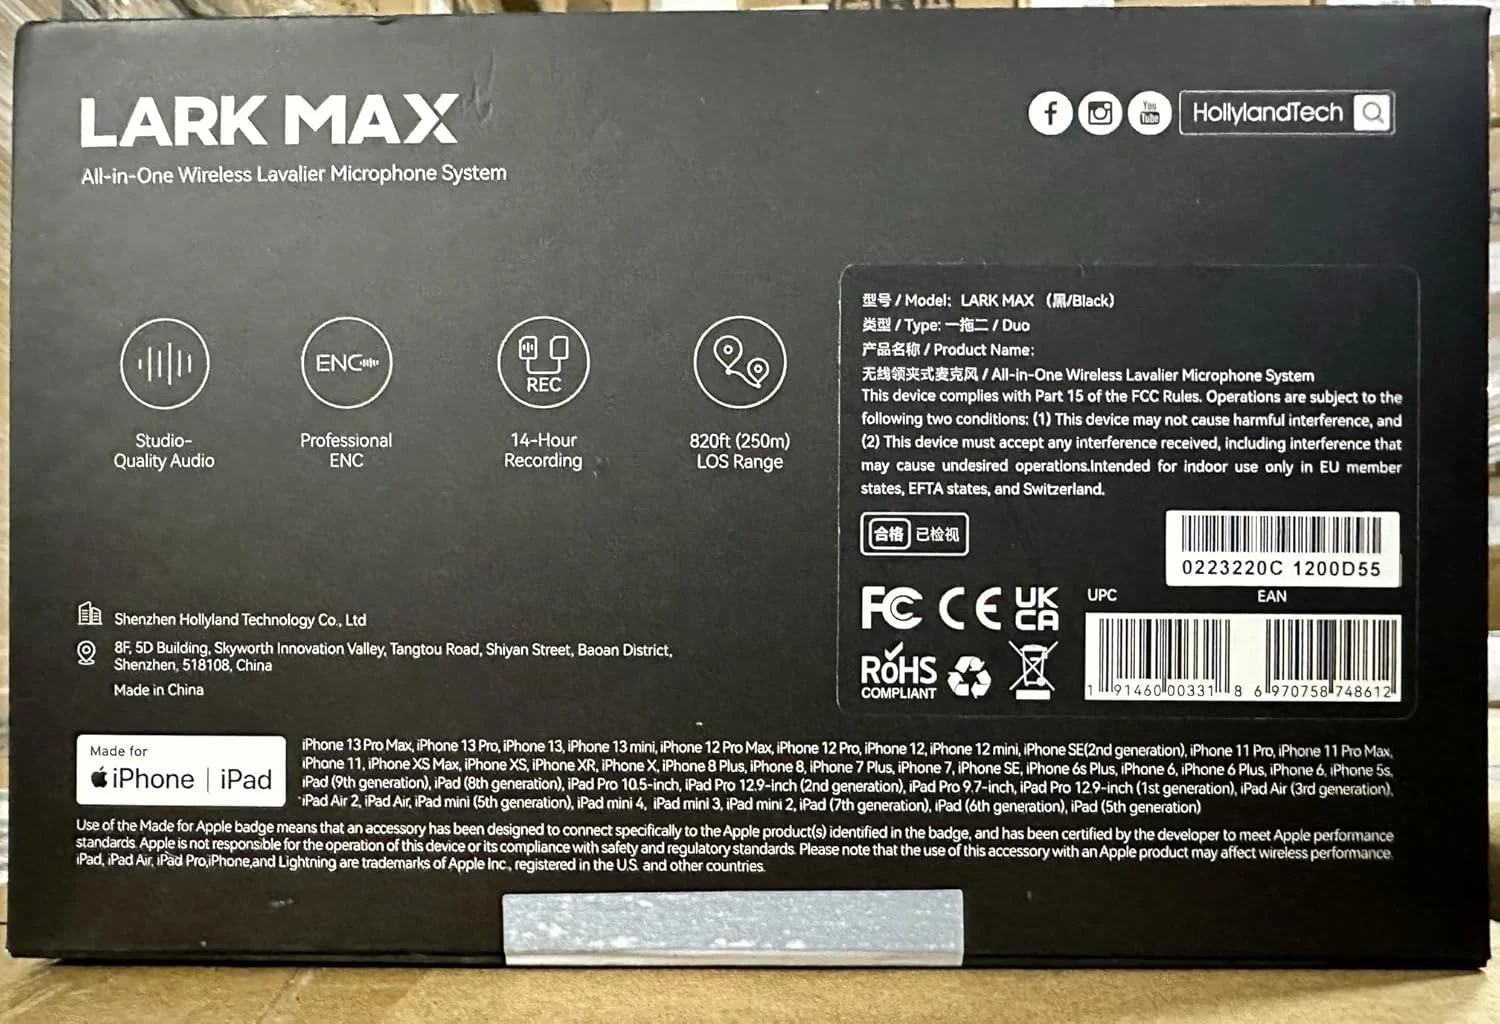 LARK MAX
All-in-One Wireless Lavalier Microphone System
f
You
Tube
HollylandTech
ENC
REC
Studio-
Quality Audio
Professional
ENC
14-Hour
Recording
820ft (250m)
LOS Range
型号 / Model: LARK MAX （黑/Black）
类型 / Type: 一拖二 / Duo
产品名称 / Product Name:
无线领夹式麦克风 / All-in-One Wireless Lavalier Microphone System
This device complies with Part 15 of the FCC Rules. Operations are subject to the
following two conditions: (1) This device may not cause harmful interference, and
(2) This device must accept any interference received, including interference that
may cause undesired operations.Intended for indoor use only in EU member
states, EFTA states, and Switzerland.
合格 已检视
0223220C 1200D55
FC CE UK
CA
UPC EAN
RoHS
COMPLIANT
1 91460 00331 8 6 970758 748612
Shenzhen Hollyland Technology Co., Ltd
8F, 5D Building, Skyworth Innovation Valley, Tangtou Road, Shiyan Street, Baoan District,
Shenzhen, 518108, China
Made in China
Made for
iPhone | iPad
iPhone 13 Pro Max, iPhone 13 Pro, iPhone 13, iPhone 13 mini, iPhone 12 Pro Max, iPhone 12 Pro, iPhone 12, iPhone 12 mini, iPhone SE(2nd generation), iPhone 11 Pro, iPhone 11 Pro Max,
iPhone 11, iPhone XS Max, iPhone XS, iPhone XR, iPhone X, iPhone 8 Plus, iPhone 8, iPhone 7 Plus, iPhone 7, iPhone SE, iPhone 6s Plus, iPhone 6, iPhone 6 Plus, iPhone 6, iPhone 5s,
iPad (9th generation), iPad (8th generation), iPad Pro 10.5-inch, iPad Pro 12.9-inch (2nd generation), iPad Pro 9.7-inch, iPad Pro 12.9-inch (1st generation), iPad Air (3rd generation),
iPad Air 2, iPad Air, iPad mini (5th generation), iPad mini 4, iPad mini 3, iPad mini 2, iPad (7th generation), iPad (6th generation), iPad (5th generation)
Use of the Made for Apple badge means that an accessory has been designed to connect specifically to the Apple product(s) identified in the badge, and has been certified by the developer to meet Apple performance
standards. Apple is not responsible for the operation of this device or its compliance with safety and regulatory standards. Please note that the use of this accessory with an Apple product may affect wireless performance.
iPad, iPad Air, iPad Pro,iPhone,and Lightning are trademarks of Apple Inc., registered in the U.S. and other countries.